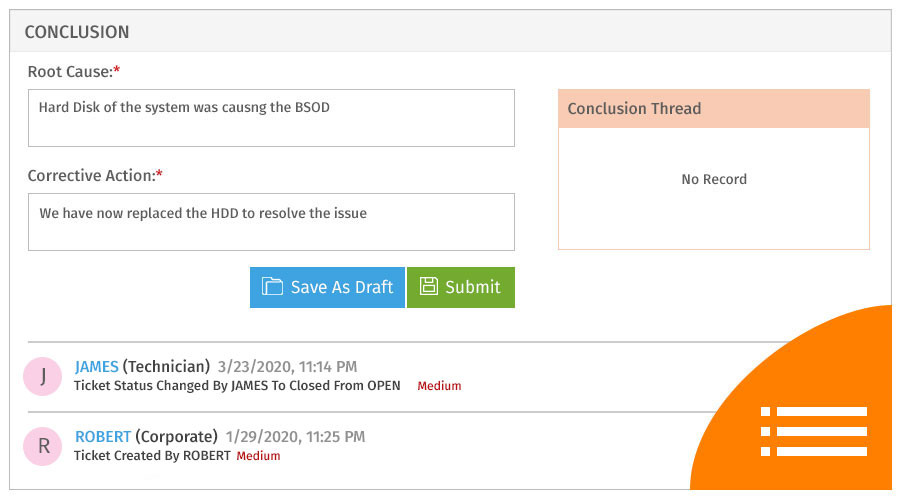 CONCLUSION
Root Cause:*
Hard Disk of the system was causng the BSOD
Conclusion Thread
No Record
Corrective Action:*
We have now replaced the HDD to resolve the issue
Save As Draft
Submit
J
JAMES (Technician) 3/23/2020, 11:14 PM
Ticket Status Changed By JAMES To Closed From OPEN Medium
R
ROBERT (Corporate) 1/29/2020, 11:25 PM
Ticket Created By ROBERT Medium